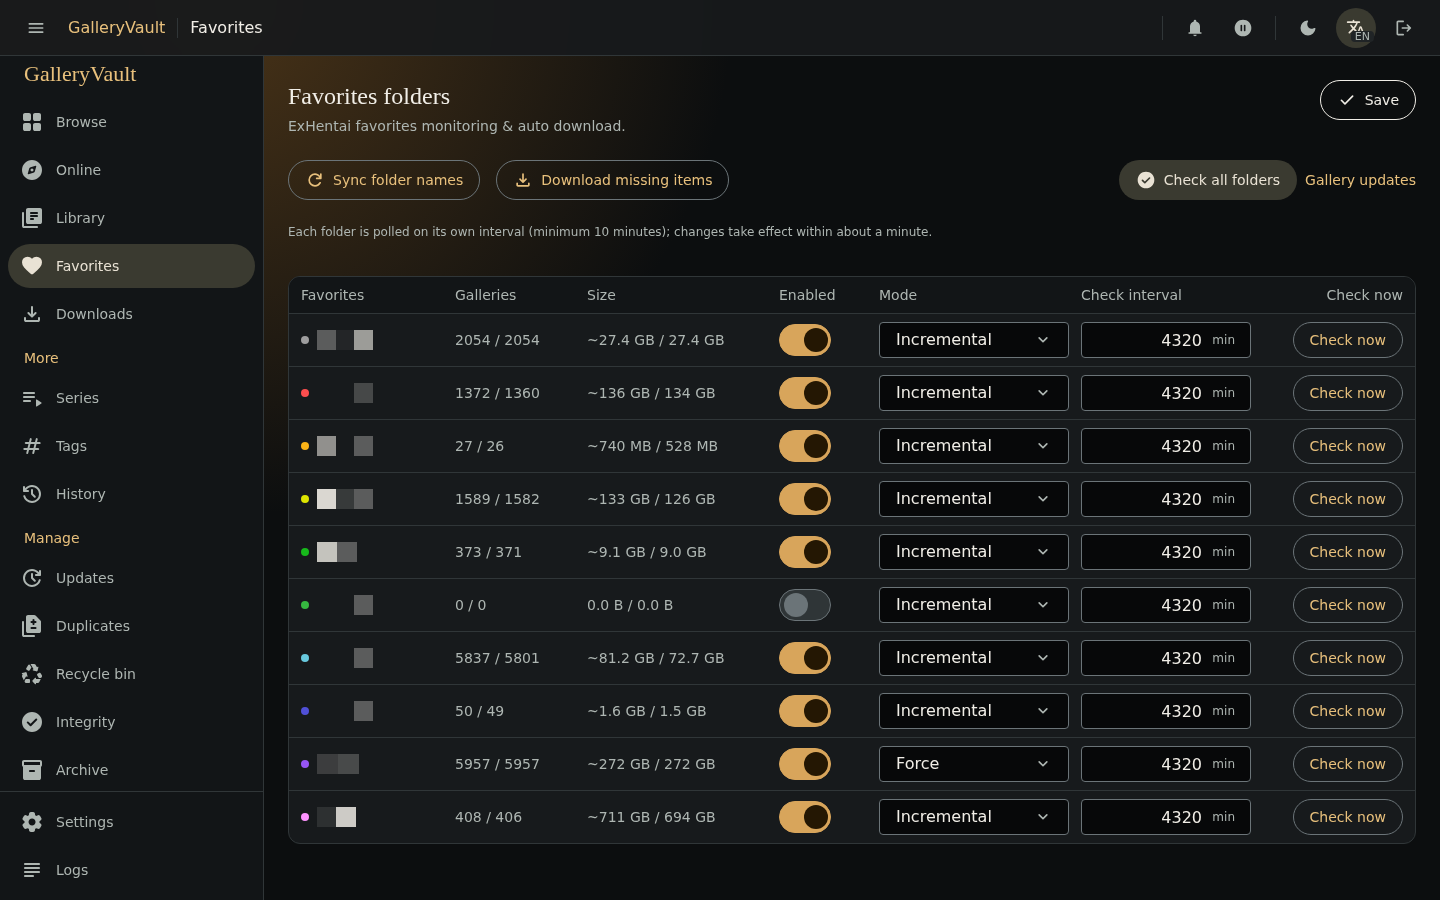 GalleryVault
Favorites
EN
GalleryVault
Browse
Online
Library
Favorites
Downloads
More
Series
Tags
History
Manage
Updates
Duplicates
Recycle bin
Integrity
Archive
Settings
Logs
Favorites folders
ExHentai favorites monitoring & auto download.
Save
Sync folder names
Download missing items
Check all folders
Gallery updates
Each folder is polled on its own interval (minimum 10 minutes); changes take effect within about a minute.
Favorites Galleries Size Enabled Mode Check interval Check now
2054 / 2054 ~27.4 GB / 27.4 GB Incremental 4320 min Check now
1372 / 1360 ~136 GB / 134 GB Incremental 4320 min Check now
27 / 26 ~740 MB / 528 MB Incremental 4320 min Check now
1589 / 1582 ~133 GB / 126 GB Incremental 4320 min Check now
373 / 371 ~9.1 GB / 9.0 GB Incremental 4320 min Check now
0 / 0 0.0 B / 0.0 B Incremental 4320 min Check now
5837 / 5801 ~81.2 GB / 72.7 GB Incremental 4320 min Check now
50 / 49 ~1.6 GB / 1.5 GB Incremental 4320 min Check now
5957 / 5957 ~272 GB / 272 GB Force 4320 min Check now
408 / 406 ~711 GB / 694 GB Incremental 4320 min Check now